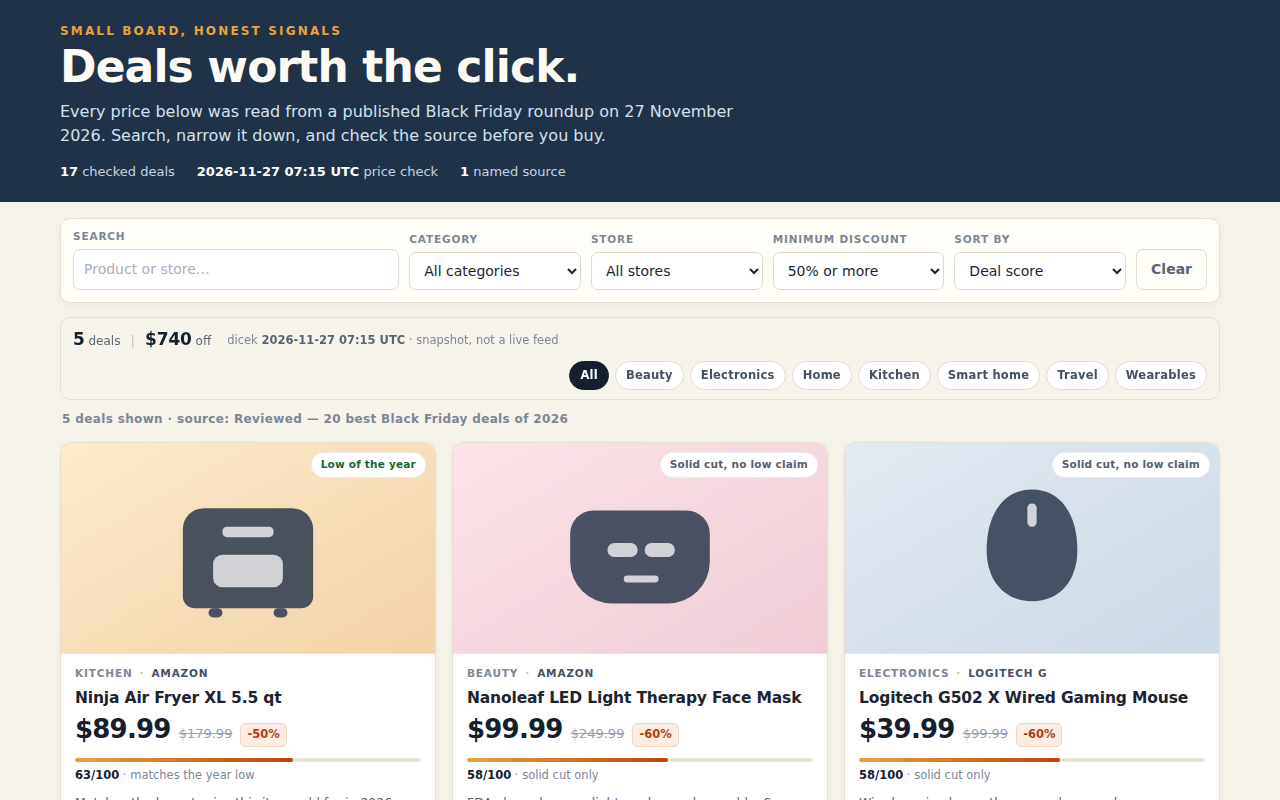 SMALL BOARD, HONEST SIGNALS
Deals worth the click.
Every price below was read from a published Black Friday roundup on 27 November
2026. Search, narrow it down, and check the source before you buy.
17 checked deals 2026-11-27 07:15 UTC price check 1 named source
SEARCH CATEGORY STORE MINIMUM DISCOUNT SORT BY
Product or store... All categories All stores 50% or more Deal score Clear
5 deals | $740 off dicek 2026-11-27 07:15 UTC · snapshot, not a live feed
All Beauty Electronics Home Kitchen Smart home Travel Wearables
5 deals shown · source: Reviewed — 20 best Black Friday deals of 2026
Low of the year
KITCHEN · AMAZON
Ninja Air Fryer XL 5.5 qt
$89.99 $179.99 -50%
63/100 · matches the year low
Solid cut, no low claim
BEAUTY · AMAZON
Nanoleaf LED Light Therapy Face Mask
$99.99 $249.99 -60%
58/100 · solid cut only
Solid cut, no low claim
ELECTRONICS · LOGITECH G
Logitech G502 X Wired Gaming Mouse
$39.99 $99.99 -60%
58/100 · solid cut only